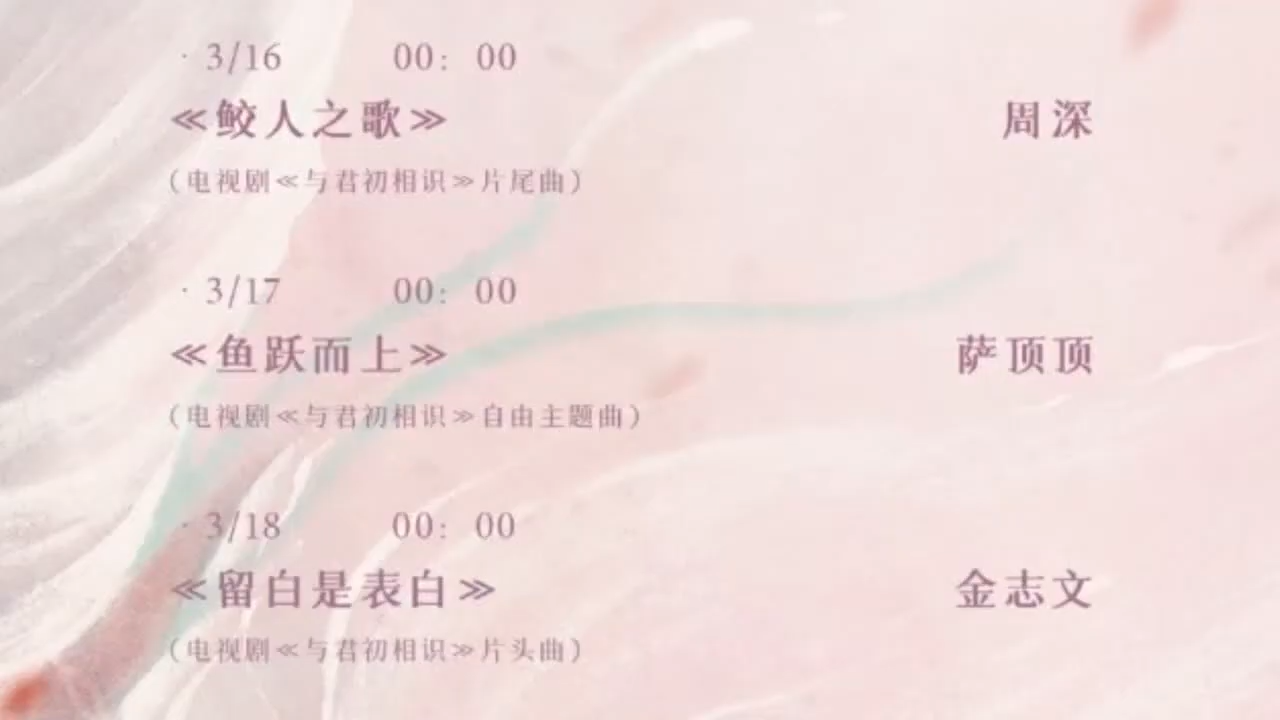 · 3/16 00: 00
≪鲛人之歌≫ 周深
（电视剧≪与君初相识≫片尾曲）
· 3/17 00: 00
≪鱼跃而上≫ 萨顶顶
（电视剧≪与君初相识≫自由主题曲）
· 3/18 00: 00
≪留白是表白≫ 金志文
（电视剧≪与君初相识≫片头曲）